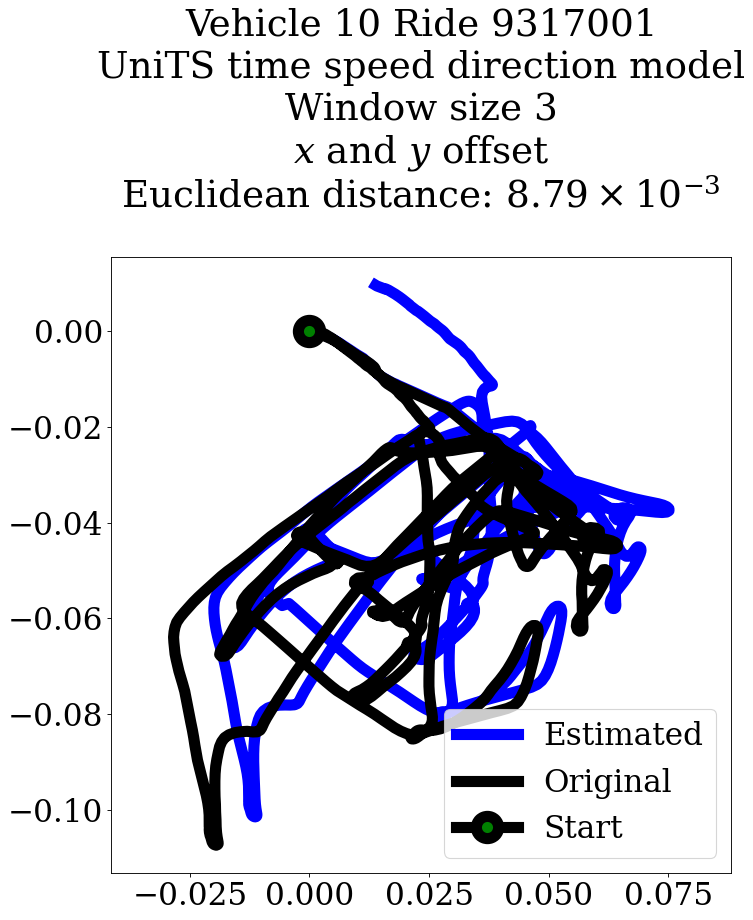 Vehicle 10 Ride 9317001
UniTS time speed direction model
Window size 3
x and y offset
Euclidean distance: 8.79 × 10⁻³
0.00
−0.02
−0.04
−0.06
−0.08
−0.10
Estimated
Original
Start
−0.025 0.000 0.025 0.050 0.075